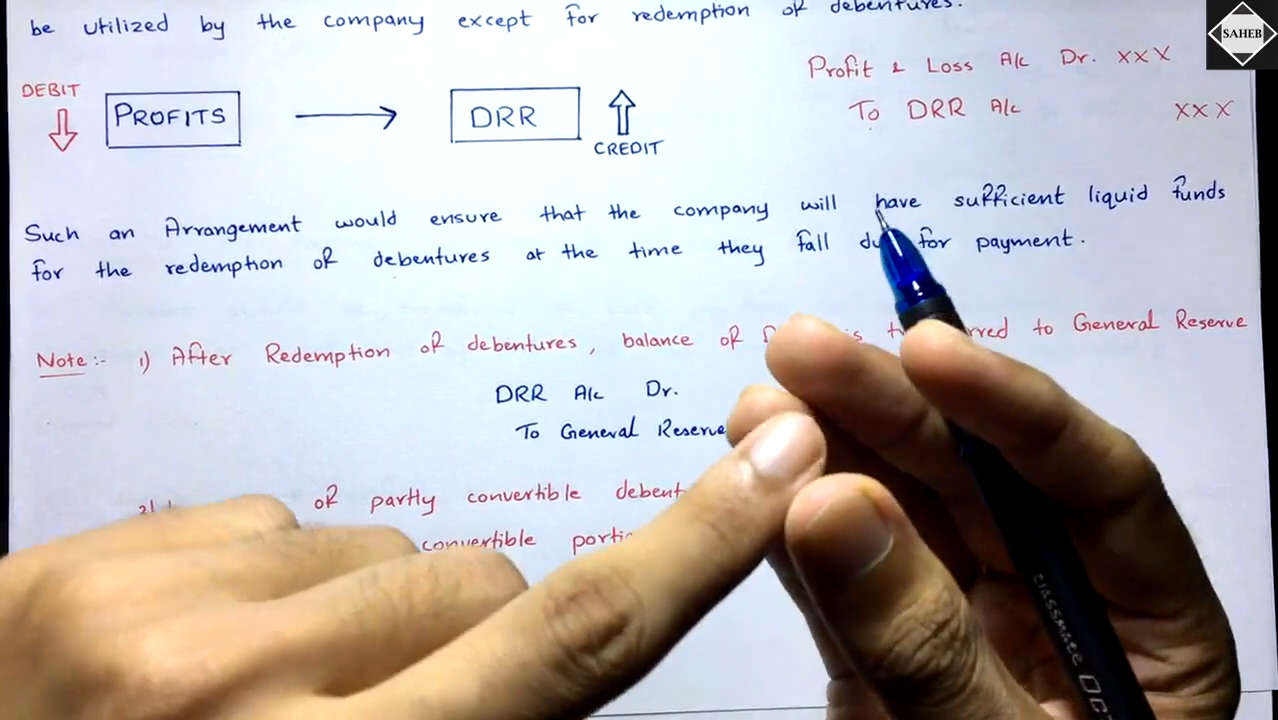 be utilized by the company except for redemption of debentures.
SAHEB
Profit & Loss A/c Dr. XXX
To DRR A/c XXX
DEBIT
PROFITS
DRR
CREDIT
Such an Arrangement would ensure that the company will have sufficient liquid funds
for the redemption of debentures at the time they fall for payment.
Note:- 1) After Redemption of debentures, balance of to General Reserve
DRR A/c Dr.
To General Reserve
of partly convertible
convertible
classmate